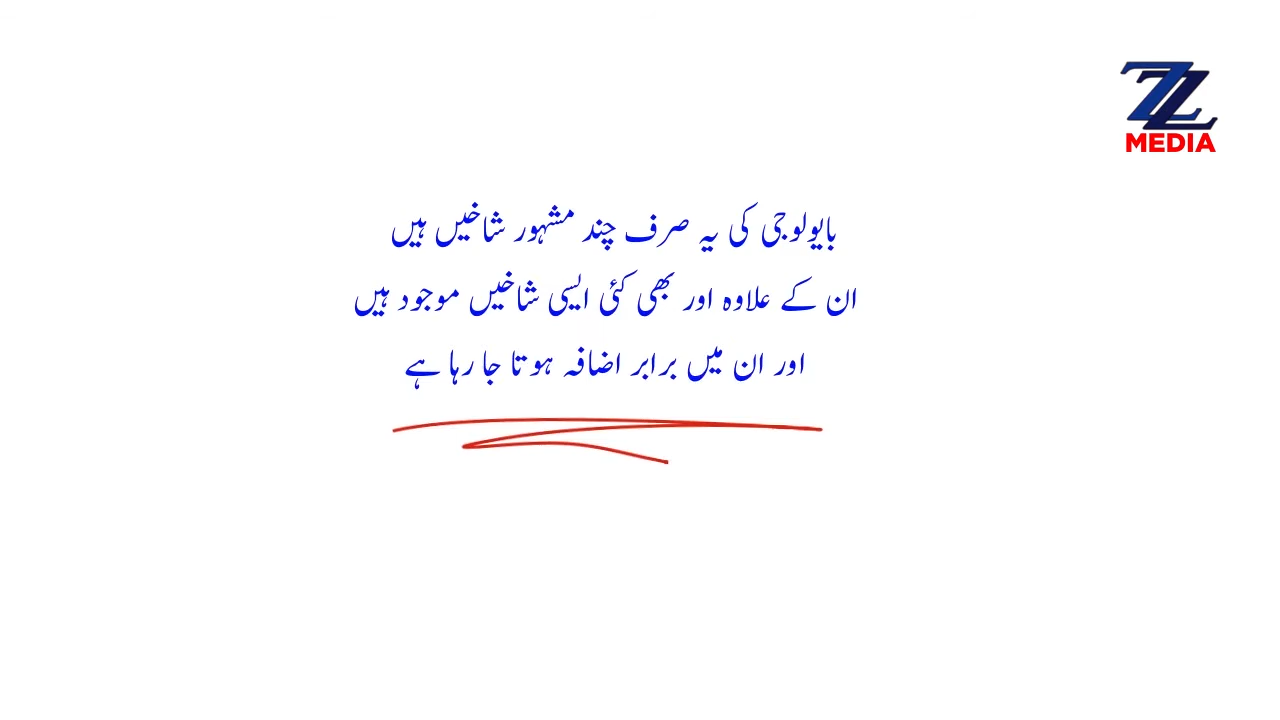 ZZ
MEDIA
بایولوجی کی یہ صرف چند مشہور شاخیں ہیں
ان کے علاوہ اور بھی کئی ایسی شاخیں موجود ہیں
اور ان میں برابر اضافہ ہوتا جا رہا ہے